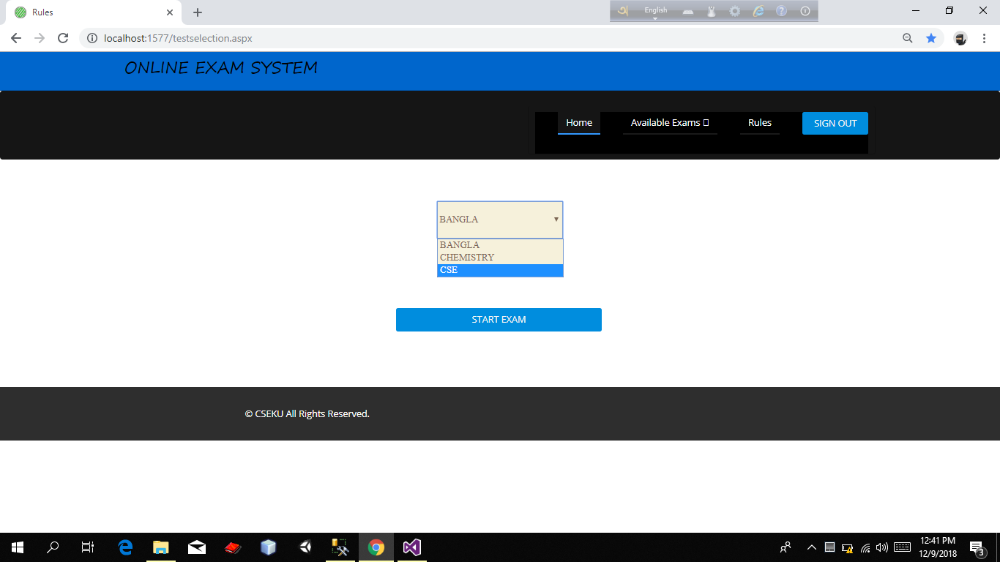 Rules
English
localhost:1577/testselection.aspx
ONLINE EXAM SYSTEM
Home
Available Exams
Rules
SIGN OUT
BANGLA
BANGLA
CHEMISTRY
CSE
START EXAM
© CSEKU All Rights Reserved.
12:41 PM
12/9/2018
3